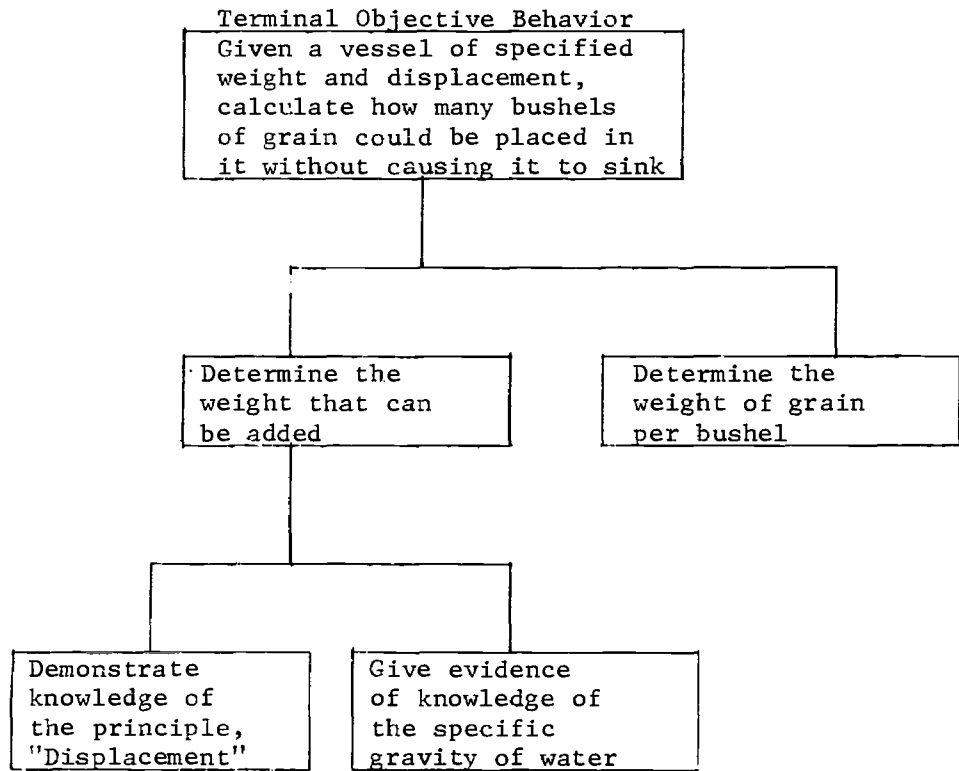 Terminal Objective Behavior
Given a vessel of specified
weight and displacement,
calculate how many bushels
of grain could be placed in
it without causing it to sink
Determine the
weight that can
be added
Determine the
weight of grain
per bushel
Demonstrate
knowledge of
the principle,
"Displacement"
Give evidence
of knowledge of
the specific
gravity of water